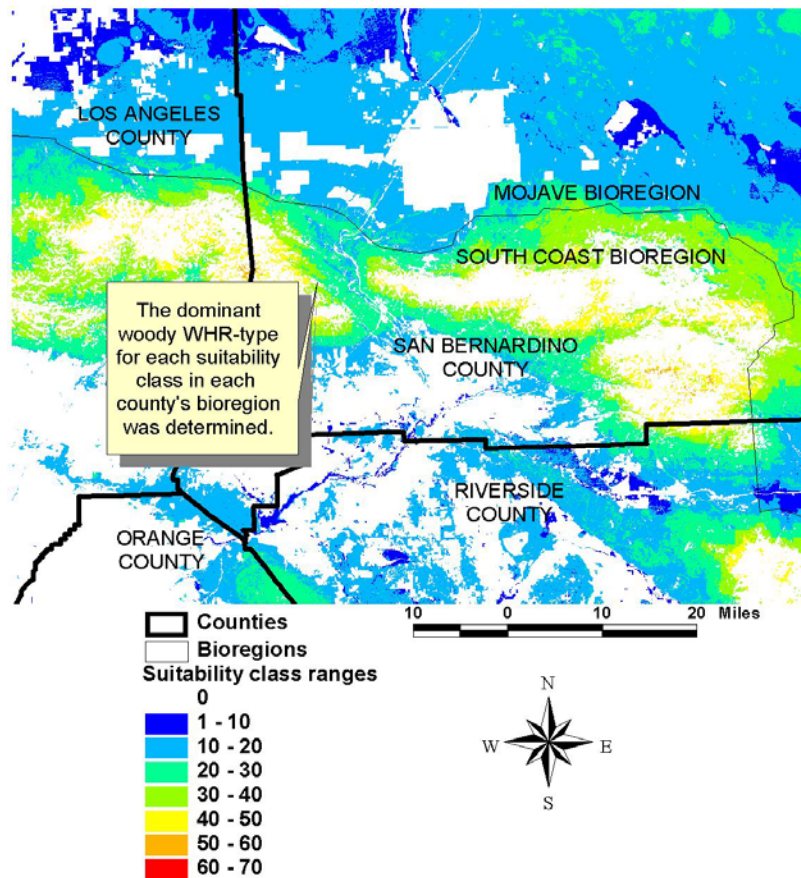 LOS ANGELES
COUNTY
MOJAVE BIOREGION
SOUTH COAST BIOREGION
The dominant
woody WHR-type
for each suitability
class in each
county's bioregion
was determined.
SAN BERNARDINO
COUNTY
RIVERSIDE
COUNTY
ORANGE
COUNTY
Counties
Bioregions
Suitability class ranges
0
1 - 10
10 - 20
20 - 30
30 - 40
40 - 50
50 - 60
60 - 70
10 0 10 20 Miles
N
W E
S